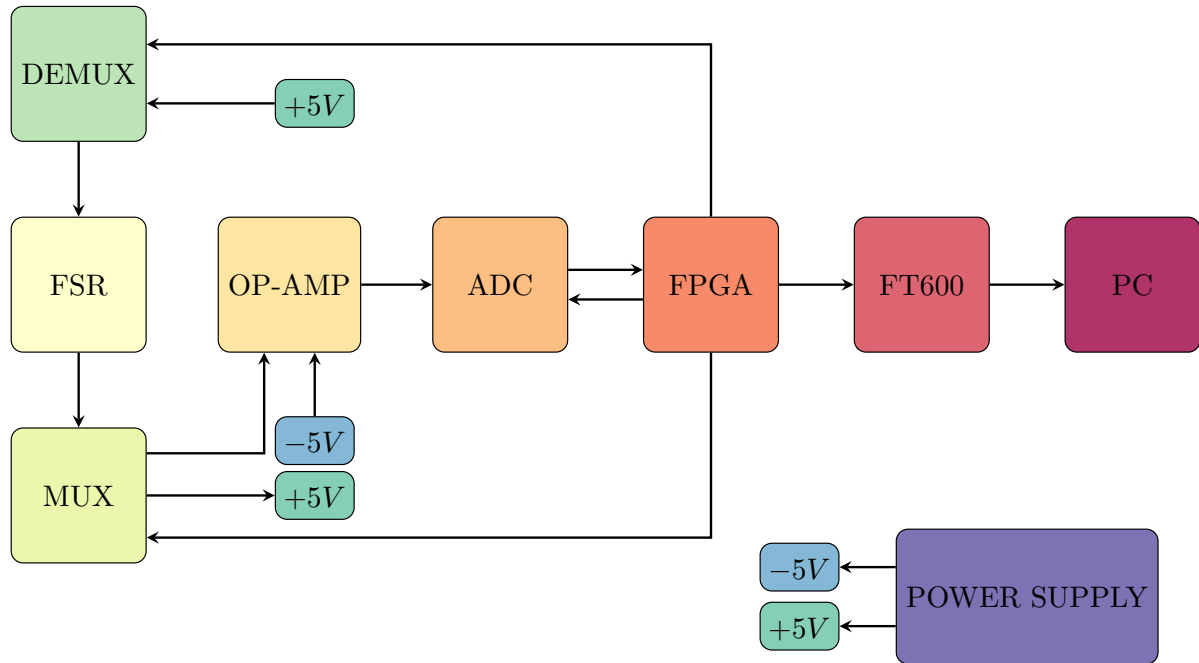 DEMUX
+5V
FSR
OP-AMP
ADC
FPGA
FT600
PC
−5V
MUX
+5V
−5V
POWER SUPPLY
+5V